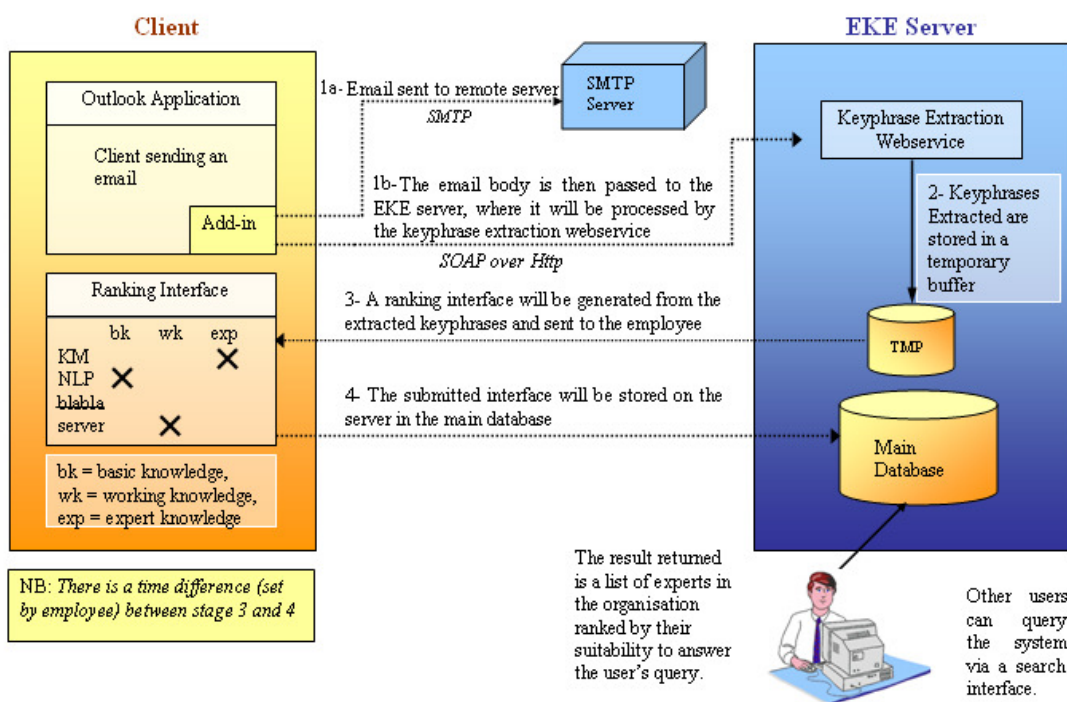 Client
EKE Server
Outlook Application
Client sending an
email
Add-in
1a- Email sent to remote server
SMTP
SMTP
Server
1b- The email body is then passed to the
EKE server, where it will be processed by
the keyphrase extraction webservice
SOAP over Http
Keyphrase Extraction
Webservice
2- Keyphrases
Extracted are
stored in a
temporary
buffer
TMP
3- A ranking interface will be generated from the
extracted keyphrases and sent to the employee
Ranking Interface
bk wk exp
KM
NLP
blabla
server
4- The submitted interface will be stored on the
server in the main database
Main
Database
bk = basic knowledge,
wk = working knowledge,
exp = expert knowledge
NB: There is a time difference (set
by employee) between stage 3 and 4
The result returned
is a list of experts in
the organisation
ranked by their
suitability to answer
the user's query.
Other users
can query
the system
via a search
interface.